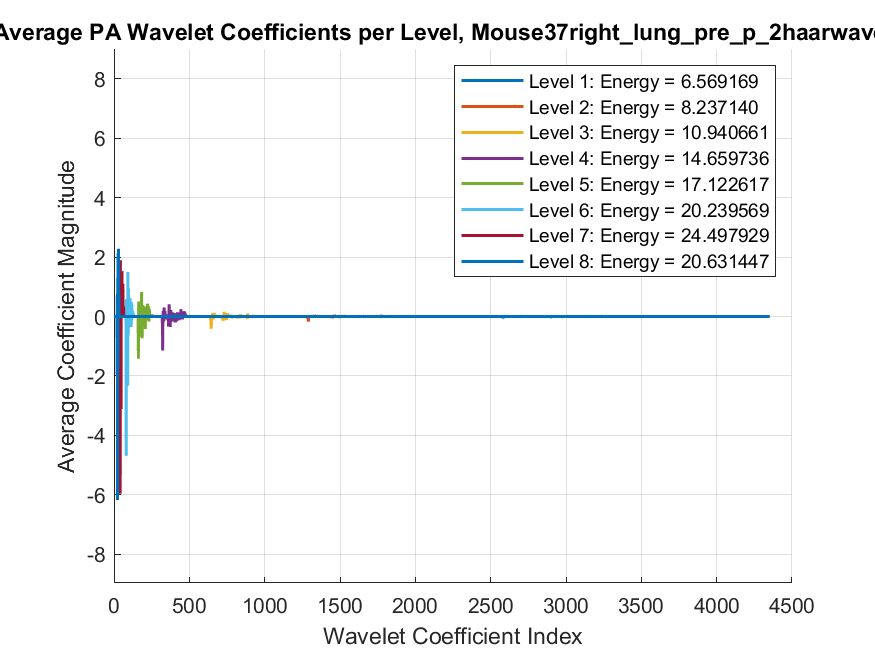 Average PA Wavelet Coefficients per Level, Mouse37right_lung_pre_p_2haarwave
8
6
4
2
0
-2
-4
-6
-8
Average Coefficient Magnitude
Level 1: Energy = 6.569169
Level 2: Energy = 8.237140
Level 3: Energy = 10.940661
Level 4: Energy = 14.659736
Level 5: Energy = 17.122617
Level 6: Energy = 20.239569
Level 7: Energy = 24.497929
Level 8: Energy = 20.631447
0 500 1000 1500 2000 2500 3000 3500 4000 4500
Wavelet Coefficient Index